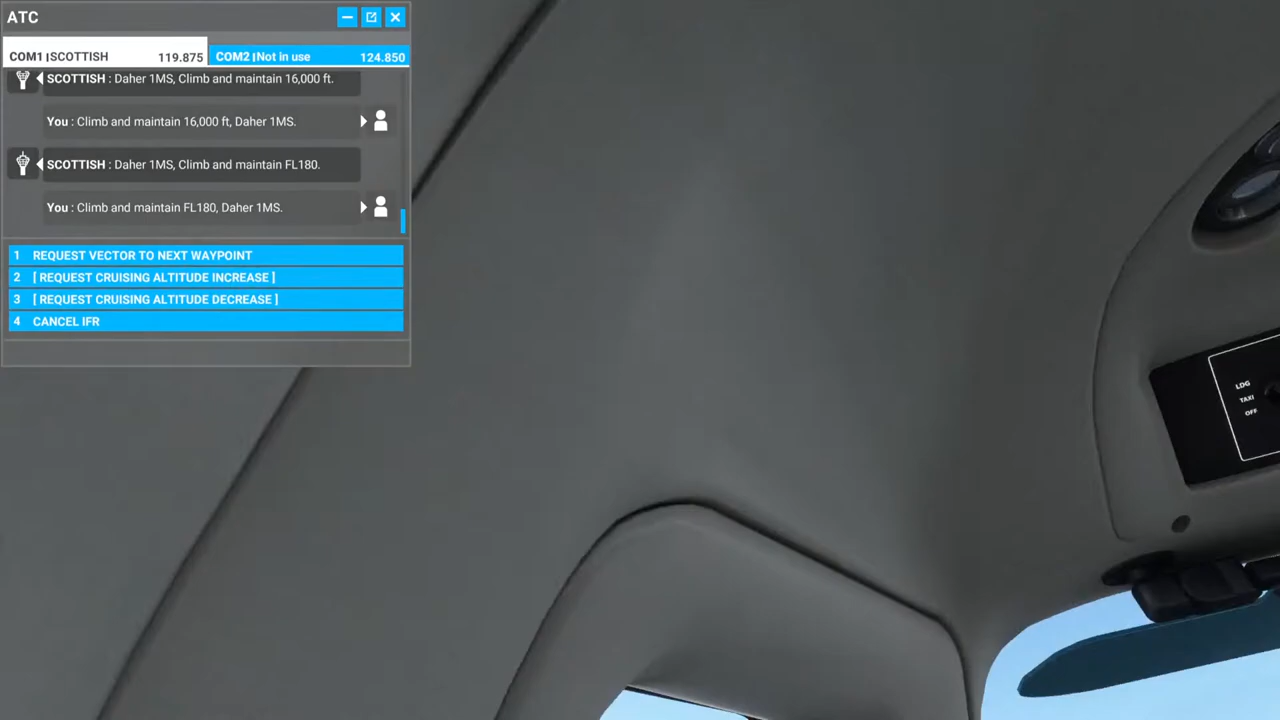 ATC
COM1 | SCOTTISH 119.875 COM2 | Not in use 124.850
SCOTTISH : Daher 1MS, Climb and maintain 16,000 ft.
You : Climb and maintain 16,000 ft, Daher 1MS.
SCOTTISH : Daher 1MS, Climb and maintain FL180.
You : Climb and maintain FL180, Daher 1MS.
1 REQUEST VECTOR TO NEXT WAYPOINT
2 [ REQUEST CRUISING ALTITUDE INCREASE ]
3 [ REQUEST CRUISING ALTITUDE DECREASE ]
4 CANCEL IFR
LDG
TAXI
OFF